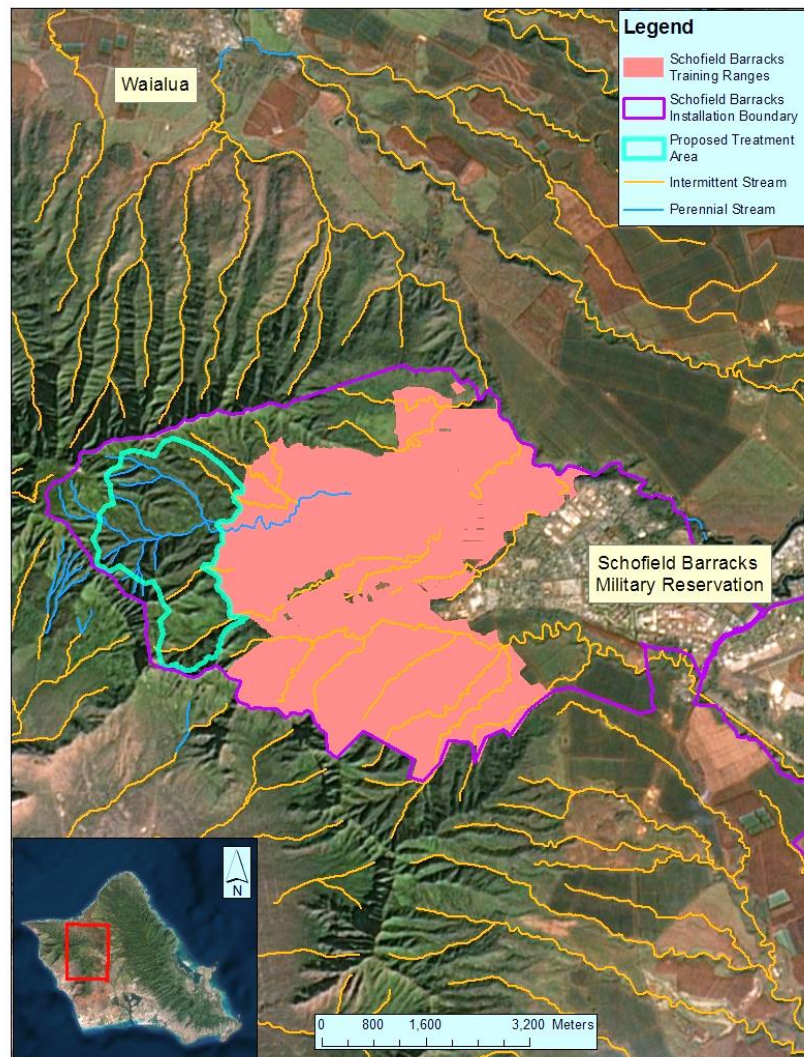 Waialua
Legend
Schofield Barracks
Training Ranges
Schofield Barracks
Installation Boundary
Proposed Treatment
Area
Intermittent Stream
Perennial Stream
Schofield Barracks
Military Reservation
N
0 800 1,600 3,200 Meters